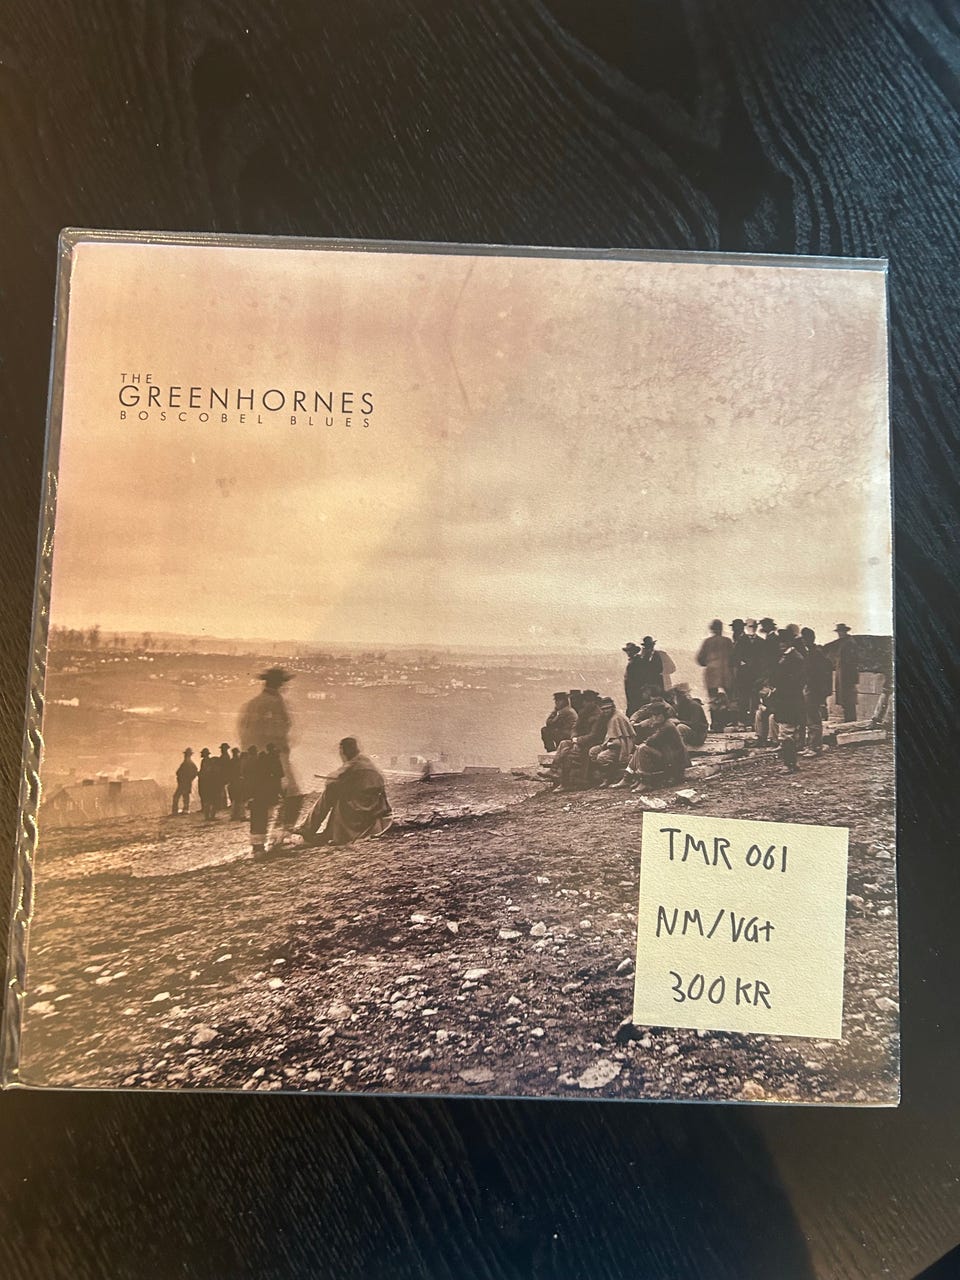 THE
GREENHORNES
BOSCOBEL BLUES
TMR 061
NM/VG+
300 KR